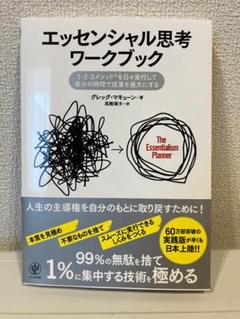 エッセンシャル思考
ワークブック
1・2・3メソッド®を日々実行して
自分の時間で成果を最大にする
グレッグ・マキューン・著
高橋璃子・訳
The
Essentialism
Planner
人生の主導権を自分のもとに取り戻すために！
本質を見極め
不要なものを捨て
スムーズに実行できる
しくみをつくる
60万部突破の
実践版が早くも
日本上陸!!
99%の無駄を捨て
1%に集中する技術を極める